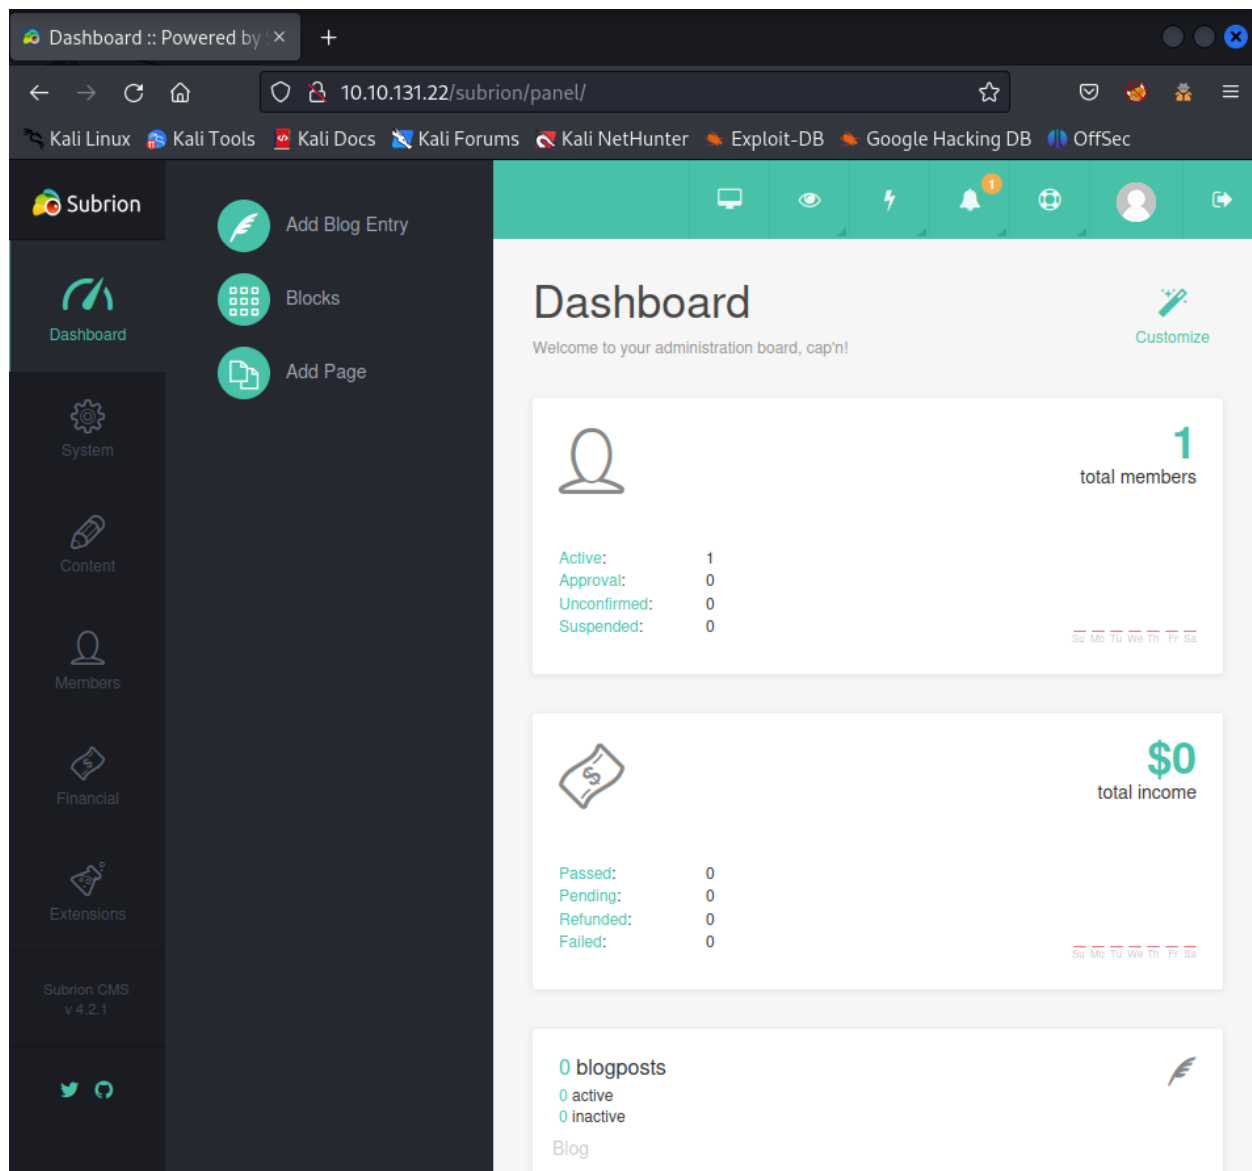 Dashboard :: Powered by S
10.10.131.22/subrion/panel/
Kali Linux Kali Tools Kali Docs Kali Forums Kali NetHunter Exploit-DB Google Hacking DB OffSec
Subrion
1
Dashboard
System
Content
Members
Financial
Extensions
Subrion CMS
v 4.2.1
Add Blog Entry
Blocks
Add Page
Dashboard
Welcome to your administration board, cap'n!
Customize
1
total members
Active: 1
Approval: 0
Unconfirmed: 0
Suspended: 0
Su Mo Tu We Th Fr Sa
$0
total income
Passed: 0
Pending: 0
Refunded: 0
Failed: 0
Su Mo Tu We Th Fr Sa
0 blogposts
0 active
0 inactive
Blog